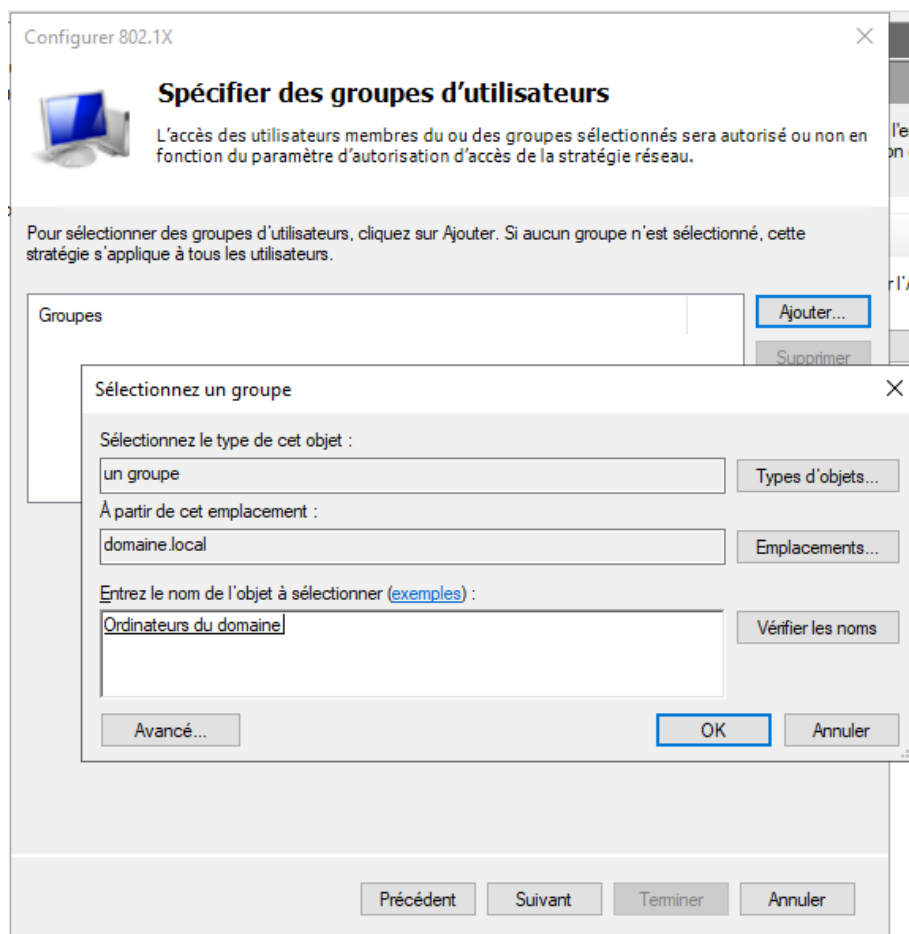 Configurer 802.1X
Spécifier des groupes d'utilisateurs
L'accès des utilisateurs membres du ou des groupes sélectionnés sera autorisé ou non en
fonction du paramètre d'autorisation d'accès de la stratégie réseau.
Pour sélectionner des groupes d'utilisateurs, cliquez sur Ajouter. Si aucun groupe n'est sélectionné, cette
stratégie s'applique à tous les utilisateurs.
Groupes
Ajouter...
Supprimer
Sélectionnez un groupe
Sélectionnez le type de cet objet :
un groupe
Types d'objets...
À partir de cet emplacement :
domaine.local
Emplacements...
Entrez le nom de l'objet à sélectionner (exemples) :
Ordinateurs du domaine
Vérifier les noms
Avancé...
OK
Annuler
Précédent
Suivant
Terminer
Annuler